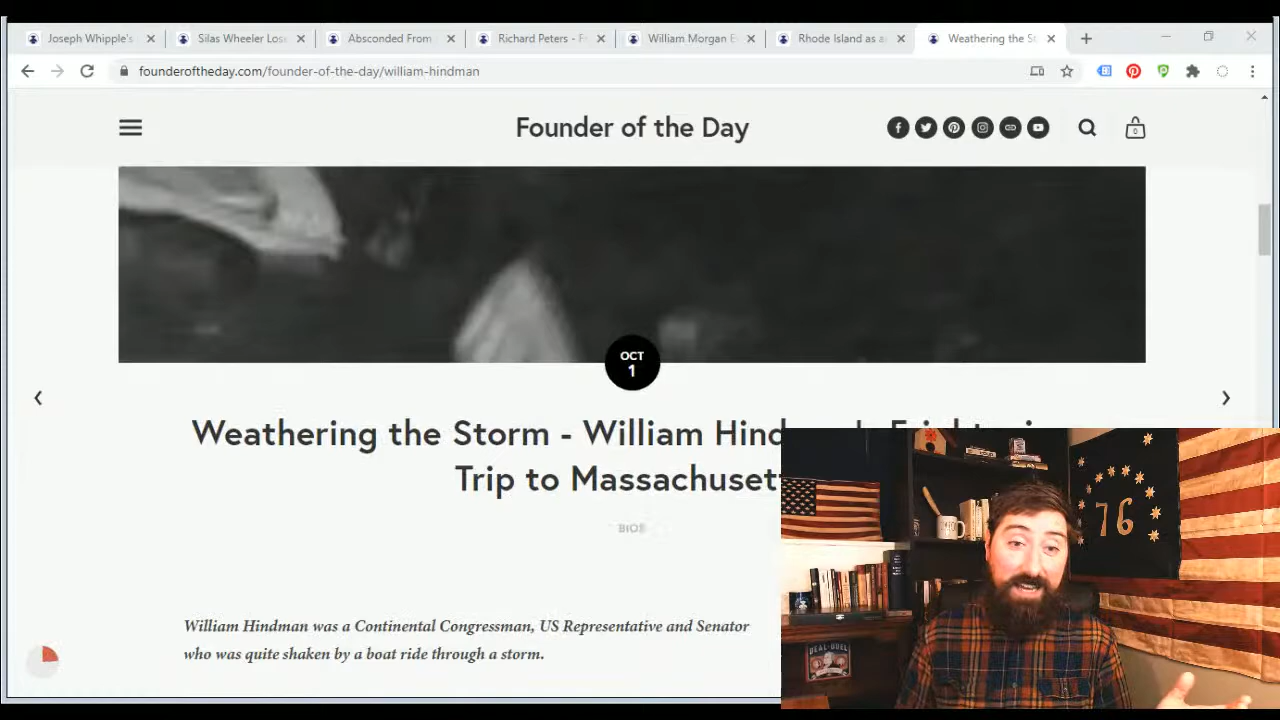 Joseph Whipple's
Silas Wheeler Los
Absconded From
Richard Peters - F
William Morgan E
Rhode Island as a
Weathering the S
founderoftheday.com/founder-of-the-day/william-hindman
Founder of the Day
0
OCT
1
Weathering the Storm - William Hind
Trip to Massachuset
BIOS
William Hindman was a Continental Congressman, US Representative and Senator
who was quite shaken by a boat ride through a storm.
76